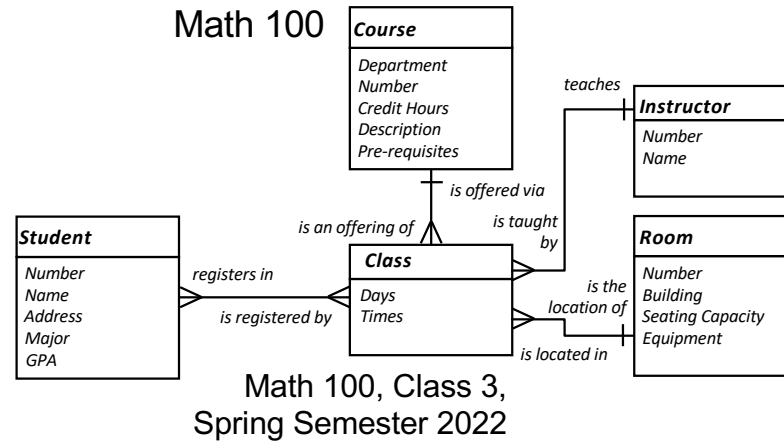 Math 100
Course
Department
Number
Credit Hours
Description
Pre-requisites
teaches
Instructor
Number
Name
is offered via
is an offering of
is taught
by
Student
Number
Name
Address
Major
GPA
registers in
is registered by
Class
Days
Times
Room
Number
Building
Seating Capacity
Equipment
is the
location of
is located in
Math 100, Class 3,
Spring Semester 2022